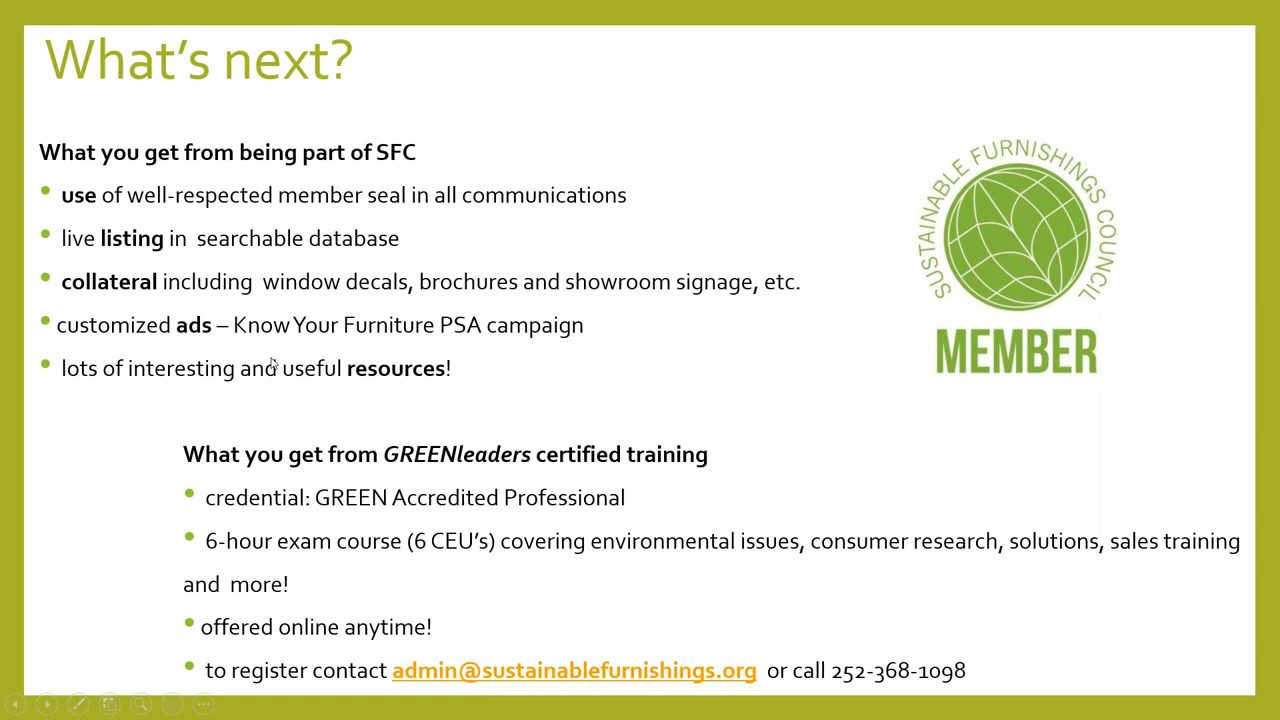 What's next?
What you get from being part of SFC
• use of well-respected member seal in all communications
• live listing in searchable database
• collateral including window decals, brochures and showroom signage, etc.
• customized ads – Know Your Furniture PSA campaign
• lots of interesting and useful resources!
SUSTAINABLE FURNISHINGS COUNCIL
MEMBER
What you get from GREENleaders certified training
• credential: GREEN Accredited Professional
• 6-hour exam course (6 CEU's) covering environmental issues, consumer research, solutions, sales training
and more!
• offered online anytime!
• to register contact admin@sustainablefurnishings.org or call 252-368-1098